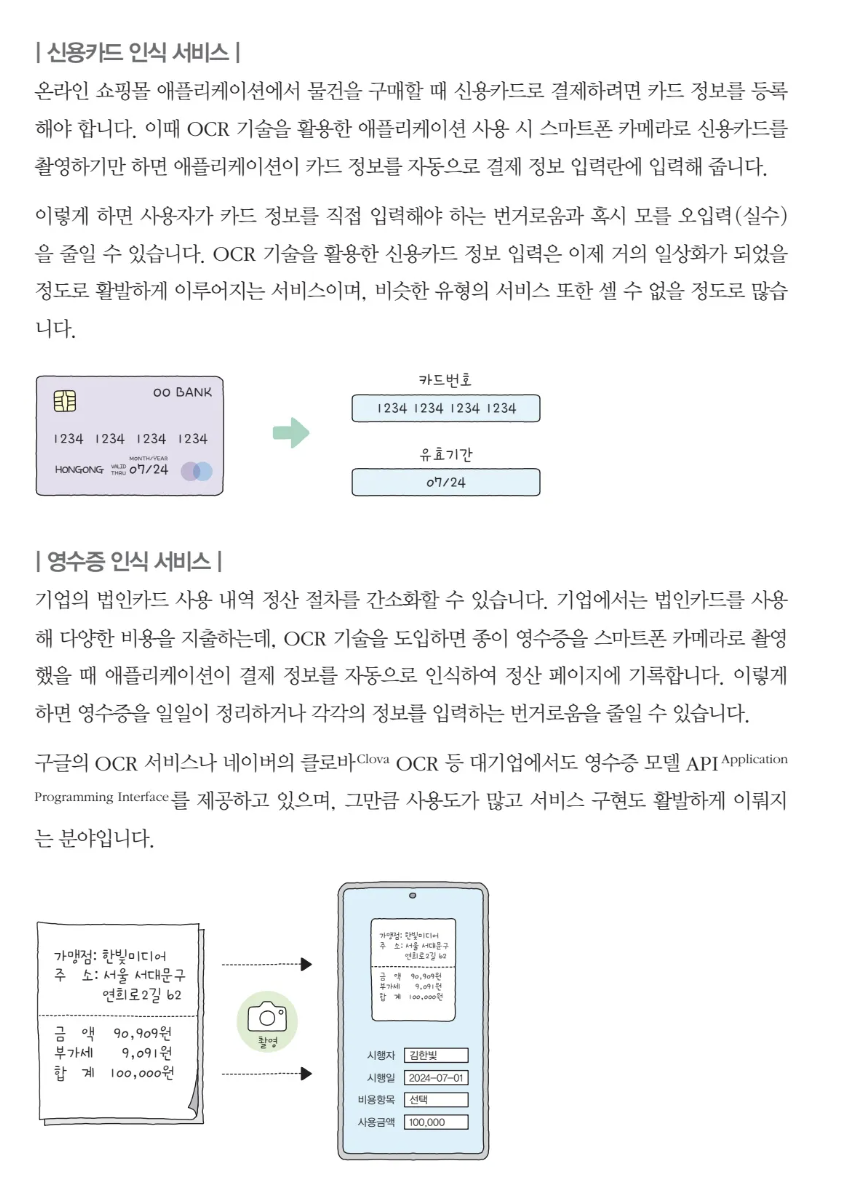 | 신용카드 인식 서비스 |
온라인 쇼핑몰 애플리케이션에서 물건을 구매할 때 신용카드로 결제하려면 카드 정보를 등록
해야 합니다. 이때 OCR 기술을 활용한 애플리케이션 사용 시 스마트폰 카메라로 신용카드를
촬영하기만 하면 애플리케이션이 카드 정보를 자동으로 결제 정보 입력란에 입력해 줍니다.
이렇게 하면 사용자가 카드 정보를 직접 입력해야 하는 번거로움과 혹시 모를 오입력(실수)
을 줄일 수 있습니다. OCR 기술을 활용한 신용카드 정보 입력은 이제 거의 일상화가 되었을
정도로 활발하게 이루어지는 서비스이며, 비슷한 유형의 서비스 또한 셀 수 없을 정도로 많습
니다.
OO BANK
1234 1234 1234 1234
MONTH/YEAR
HONGONG VALID THRU 07/24
카드번호
1234 1234 1234 1234
유효기간
07/24
| 영수증 인식 서비스 |
기업의 법인카드 사용 내역 정산 절차를 간소화할 수 있습니다. 기업에서는 법인카드를 사용
해 다양한 비용을 지출하는데, OCR 기술을 도입하면 종이 영수증을 스마트폰 카메라로 촬영
했을 때 애플리케이션이 결제 정보를 자동으로 인식하여 정산 페이지에 기록합니다. 이렇게
하면 영수증을 일일이 정리하거나 각각의 정보를 입력하는 번거로움을 줄일 수 있습니다.
구글의 OCR 서비스나 네이버의 클로바Clova OCR 등 대기업에서도 영수증 모델 API Application
Programming Interface를 제공하고 있으며, 그만큼 사용도가 많고 서비스 구현도 활발하게 이뤄지
는 분야입니다.
가맹점: 한빛미디어
주 소: 서울 서대문구
연희로2길 62
금 액 90,909원
부가세 9,091원
합 계 100,000원
촬영
가맹점: 한빛미디어
주 소: 서울 서대문구
연희로2길 62
금 액 90,909원
부가세 9,091원
합 계 100,000원
시행자 김한빛
시행일 2024-07-01
비용항목 선택
사용금액 100,000